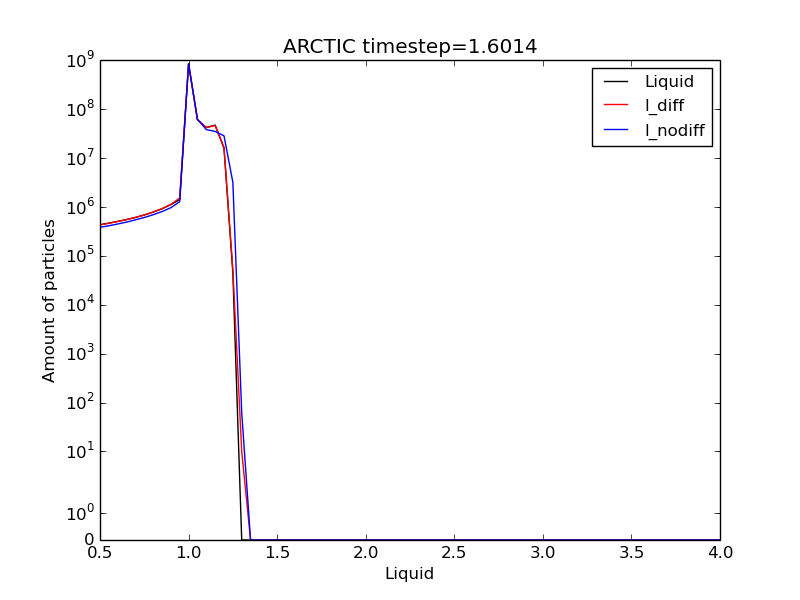 ARCTIC timestep=1.6014
Amount of particles
10^9
10^8
10^7
10^6
10^5
10^4
10^3
10^2
10^1
10^0
0
Liquid
l_diff
l_nodiff
0.5 1.0 1.5 2.0 2.5 3.0 3.5 4.0
Liquid